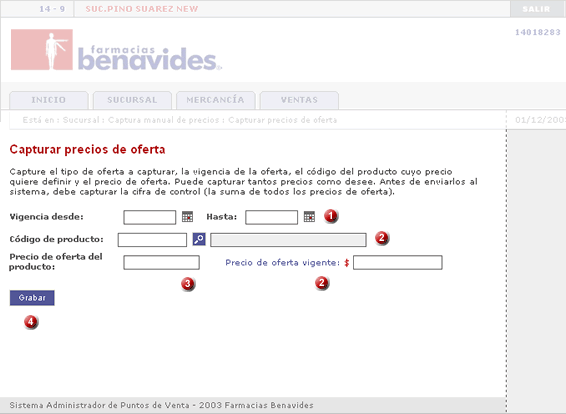 14 - 9 SUC.PINO SUAREZ NEW SALIR
14018283
farmacias
benavides
INICIO SUCURSAL MERCANCÍA VENTAS
Está en : Sucursal : Captura manual de precios : Capturar precios de oferta 01/12/200
Capturar precios de oferta
Capture el tipo de oferta a capturar, la vigencia de la oferta, el código del producto cuyo precio
quiere definir y el precio de oferta. Puede capturar tantos precios como desee. Antes de enviarlos al
sistema, debe capturar la cifra de control (la suma de todos los precios de oferta).
Vigencia desde: Hasta: 1
Código de producto: 2
Precio de oferta del
producto: Precio de oferta vigente: $
3 2
Grabar
4
Sistema Administrador de Puntos de Venta - 2003 Farmacias Benavides